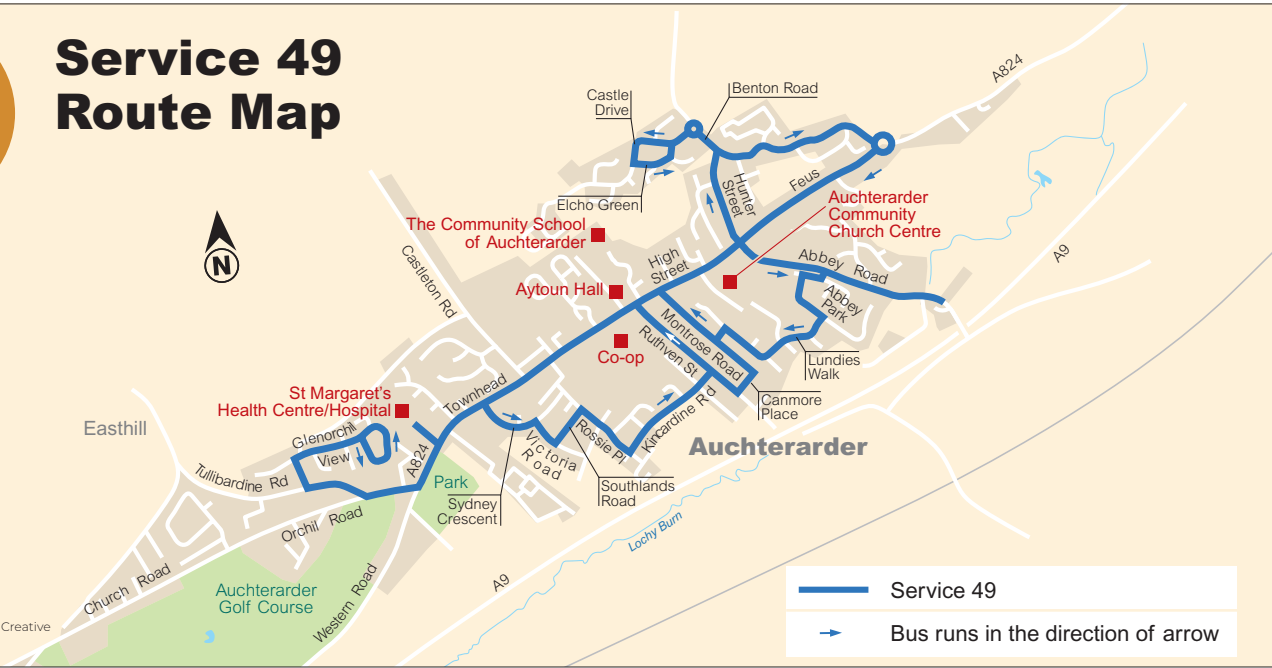 Service 49
Route Map
N
Castle
Drive
Benton Road
A824
Elcho Green
Hunter
Street
Feus
Auchterarder
Community
Church Centre
The Community School
of Auchterarder
Castleton Rd
High
Street
Abbey Road
A9
Aytoun Hall
Abbey
Park
Co-op
Ruthven St
Montrose Road
Lundies
Walk
Canmore
Place
St Margaret's
Health Centre/Hospital
Townhead
Easthill
Glenorchil
View
A824
Tullibardine Rd
Park
Victoria
Road
Rossie Pl
Kincardine Rd
Auchterarder
Sydney
Crescent
Southlands
Road
Orchil Road
Lochy Burn
Church Road
Auchterarder
Golf Course
Western Road
A9
Creative
Service 49
Bus runs in the direction of arrow